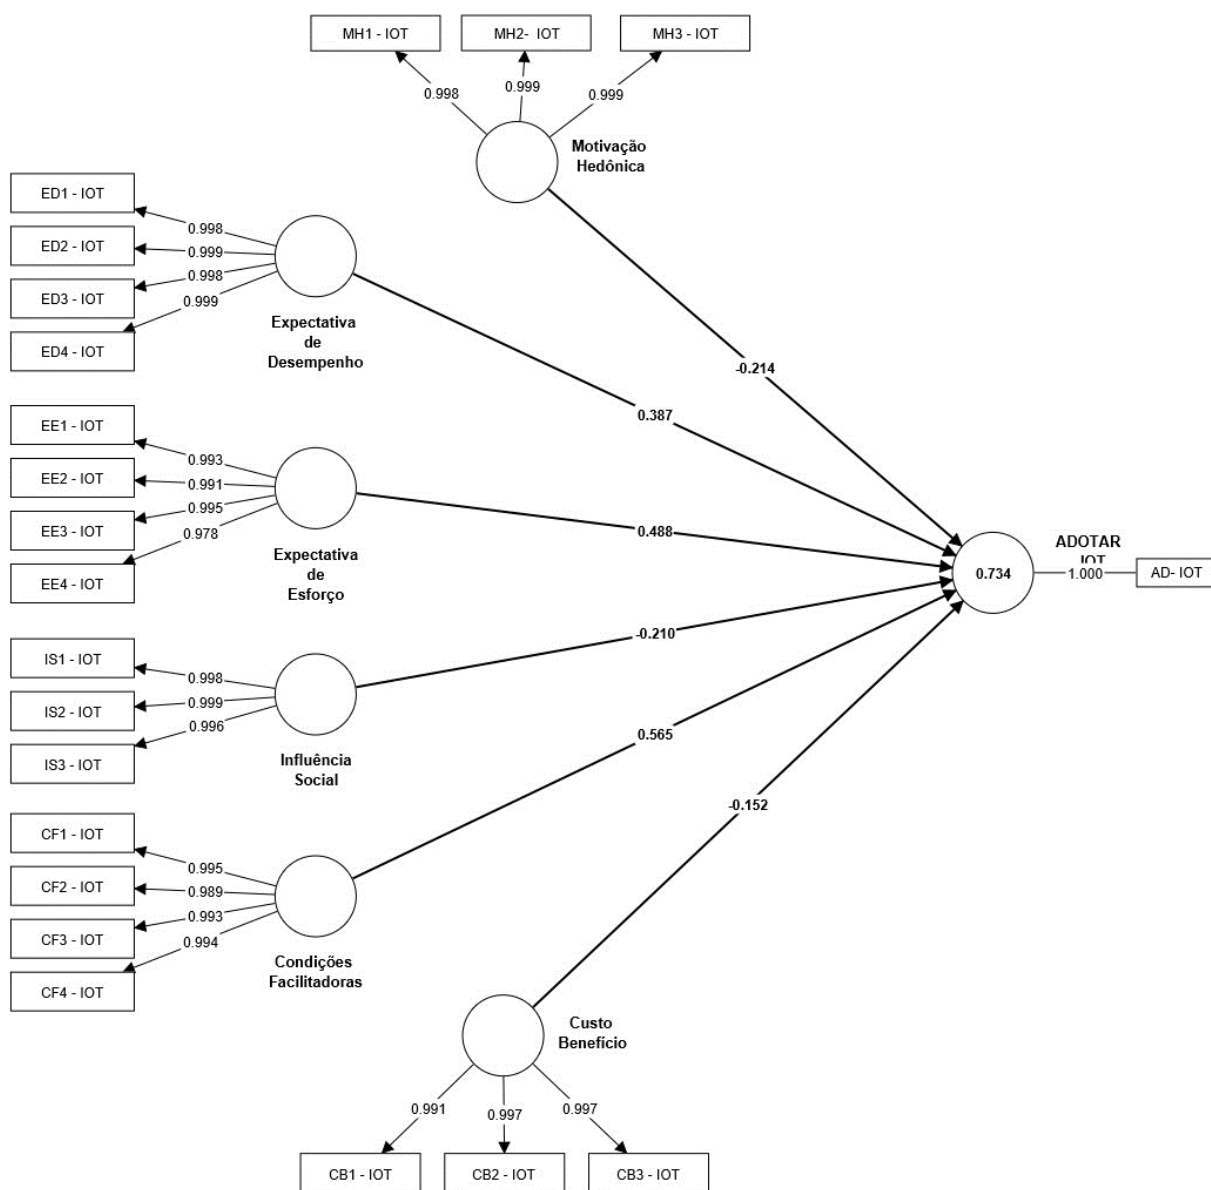 MH1 - IOT
MH2-  IOT
MH3 - IOT
0.998
0.999
0.999
Motivação
Hedônica
ED1 - IOT
ED2 - IOT
ED3 - IOT
ED4 - IOT
0.998
0.999
0.998
0.999
Expectativa
de
Desempenho
-0.214
0.387
EE1 - IOT
EE2 - IOT
EE3 - IOT
EE4 - IOT
0.993
0.991
0.995
0.978
Expectativa
de
Esforço
0.488
ADOTAR
IOT
0.734
1.000
AD- IOT
IS1 - IOT
IS2 - IOT
IS3 - IOT
0.998
0.999
0.996
Influência
Social
-0.210
0.565
-0.152
CF1 - IOT
CF2 - IOT
CF3 - IOT
CF4 - IOT
0.995
0.989
0.993
0.994
Condições
Facilitadoras
Custo
Benefício
0.991
0.997
0.997
CB1 - IOT
CB2 - IOT
CB3 - IOT